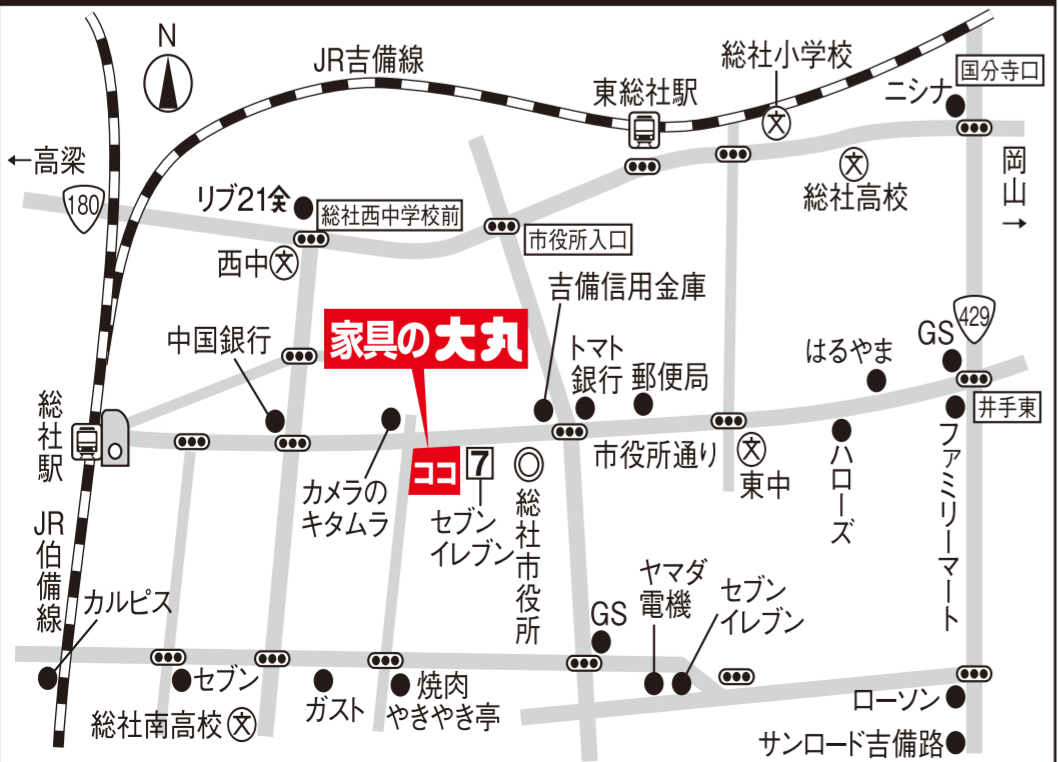 N
JR吉備線
総社小学校
東総社駅
国分寺口
ニシナ
←高梁
180
岡山→
リブ21
総社西中学校前
総社高校
市役所入口
西中
文
文
文
吉備信用金庫
429
家具の大丸
中国銀行
トマト
銀行
郵便局
はるやま
GS
井手東
総社駅
市役所通り
文
東中
ハローズ
ファミリーマート
ココ
7
カメラの
キタムラ
セブン
イレブン
総社市役所
JR伯備線
カルピス
ヤマダ
電機
セブン
イレブン
GS
セブン
ガスト
焼肉
やきやき亭
総社南高校
文
ローソン
サンロード吉備路